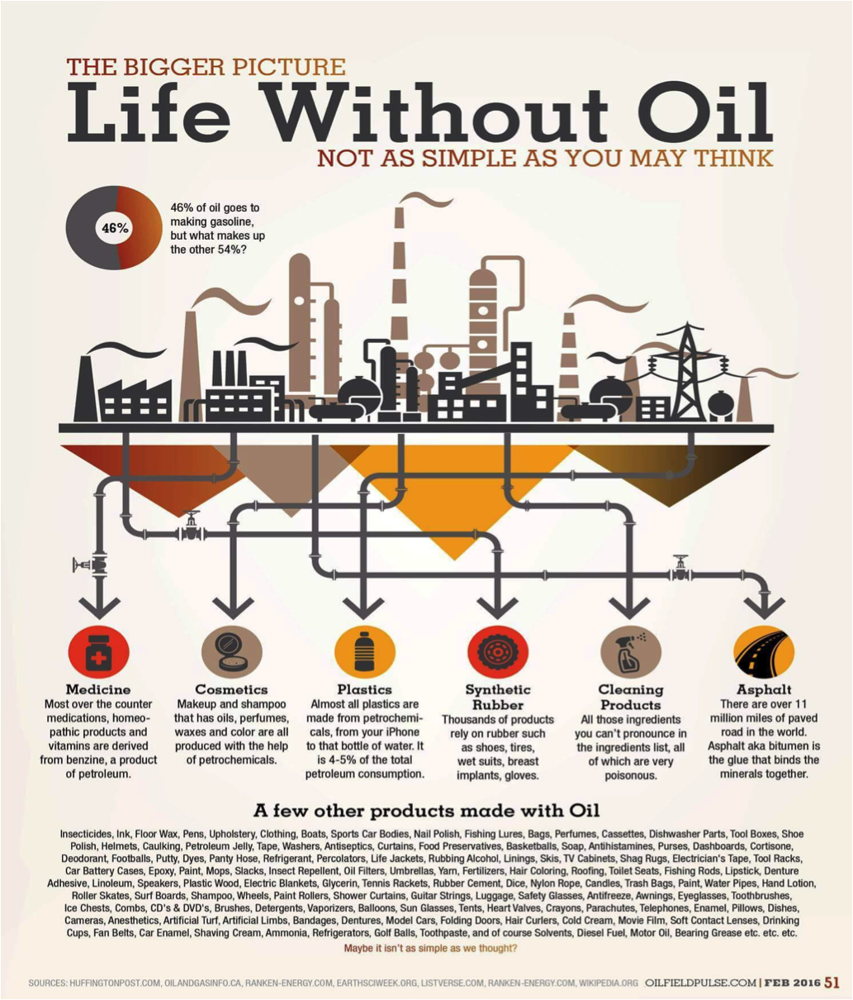 THE BIGGER PICTURE
Life Without Oil
NOT AS SIMPLE AS YOU MAY THINK
46%
46% of oil goes to
making gasoline,
but what makes up
the other 54%?
Medicine
Most over the counter
medications, homeo-
pathic products and
vitamins are derived
from benzine, a product
of petroleum.
Cosmetics
Makeup and shampoo
that has oils, perfumes,
waxes and color are all
produced with the help
of petrochemicals.
Plastics
Almost all plastics are
made from petrochemi-
cals, from your iPhone
to that bottle of water. It
is 4-5% of the total
petroleum consumption.
Synthetic
Rubber
Thousands of products
rely on rubber such
as shoes, tires,
wet suits, breast
implants, gloves.
Cleaning
Products
All those ingredients
you can't pronounce in
the ingredients list, all
of which are very
poisonous.
Asphalt
There are over 11
million miles of paved
road in the world.
Asphalt aka bitumen is
the glue that binds the
minerals together.
A few other products made with Oil
Insecticides, Ink, Floor Wax, Pens, Upholstery, Clothing, Boats, Sports Car Bodies, Nail Polish, Fishing Lures, Bags, Perfumes, Cassettes, Dishwasher Parts, Tool Boxes, Shoe
Polish, Helmets, Caulking, Petroleum Jelly, Tape, Washers, Antiseptics, Curtains, Food Preservatives, Basketballs, Soap, Antihistamines, Purses, Dashboards, Cortisone,
Deodorant, Footballs, Putty, Dyes, Panty Hose, Refrigerant, Percolators, Life Jackets, Rubbing Alcohol, Linings, Skis, TV Cabinets, Shag Rugs, Electrician's Tape, Tool Racks,
Car Battery Cases, Epoxy, Paint, Mops, Slacks, Insect Repellent, Oil Filters, Umbrellas, Yarn, Fertilizers, Hair Coloring, Roofing, Toilet Seats, Fishing Rods, Lipstick, Denture
Adhesive, Linoleum, Speakers, Plastic Wood, Electric Blankets, Glycerin, Tennis Rackets, Rubber Cement, Dice, Nylon Rope, Candles, Trash Bags, Paint, Water Pipes, Hand Lotion,
Roller Skates, Surf Boards, Shampoo, Wheels, Paint Rollers, Shower Curtains, Guitar Strings, Luggage, Safety Glasses, Antifreeze, Awnings, Eyeglasses, Toothbrushes,
Ice Chests, Combs, CD's & DVD's, Brushes, Detergents, Vaporizers, Balloons, Sun Glasses, Tents, Heart Valves, Crayons, Parachutes, Telephones, Enamel, Pillows, Dishes,
Cameras, Anesthetics, Artificial Turf, Artificial Limbs, Bandages, Dentures, Model Cars, Folding Doors, Hair Curlers, Cold Cream, Movie Film, Soft Contact Lenses, Drinking
Cups, Fan Belts, Car Enamel, Shaving Cream, Ammonia, Refrigerators, Golf Balls, Toothpaste, and of course Solvents, Diesel Fuel, Motor Oil, Bearing Grease etc. etc. etc.
Maybe it isn't as simple as we thought?
SOURCES: HUFFINGTONPOST.COM, OILANDGASINFO.CA, RANKEN-ENERGY.COM, EARTHSCIWEEK.ORG, LISTVERSE.COM, RANKEN-ENERGY.COM, WIKIPEDIA.ORG OILFIELDPULSE.COM | FEB 2016 51